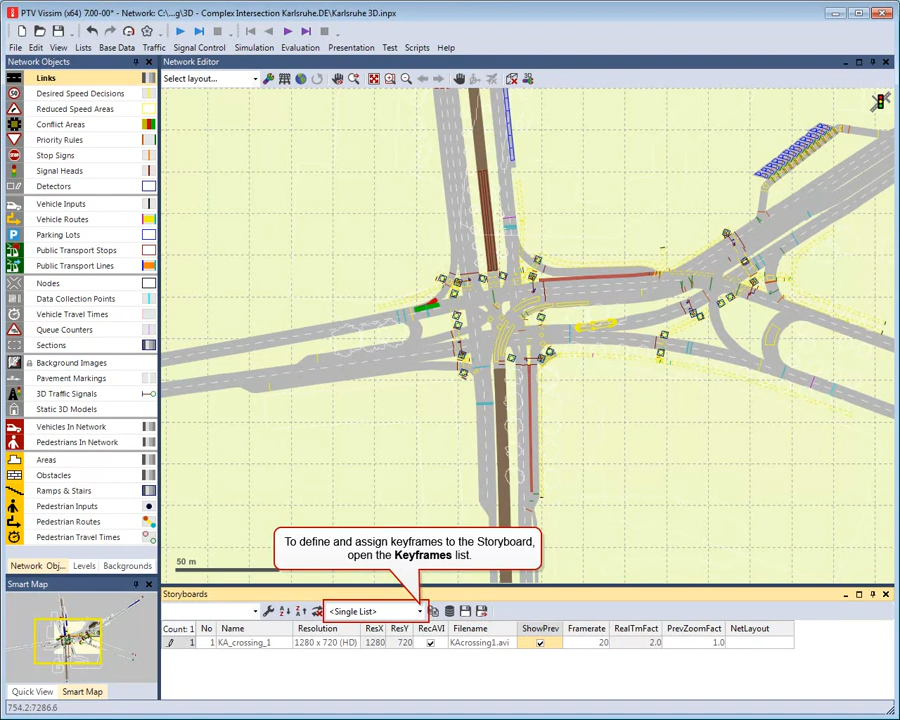 PTV Vissim (x64) 7.00-00* - Network: C:\...g\3D - Complex Intersection Karlsruhe.DE\Karlsruhe 3D.inpx
File Edit View Lists Base Data Traffic Signal Control Simulation Evaluation Presentation Test Scripts Help
Network Objects
Network Editor
Select layout...
Links
Desired Speed Decisions
Reduced Speed Areas
Conflict Areas
Priority Rules
Stop Signs
Signal Heads
Detectors
Vehicle Inputs
Vehicle Routes
Parking Lots
Public Transport Stops
Public Transport Lines
Nodes
Data Collection Points
Vehicle Travel Times
Queue Counters
Sections
Background Images
Pavement Markings
3D Traffic Signals
Static 3D Models
Vehicles In Network
Pedestrians In Network
Areas
Obstacles
Ramps & Stairs
Pedestrian Inputs
Pedestrian Routes
Pedestrian Travel Times
Network Obj... Levels Backgrounds
50 m
To define and assign keyframes to the Storyboard,
open the Keyframes list.
Smart Map
Quick View Smart Map
Storyboards
<Single List>
Count: 1 No Name Resolution ResX ResY RecAVI Filename ShowPrev Framerate RealTmFact PrevZoomFact NetLayout
1 1 KA_crossing_1 1280 x 720 (HD) 1280 720 KAcrossing1.avi 20 2.0 1.0
754.2:7286.6